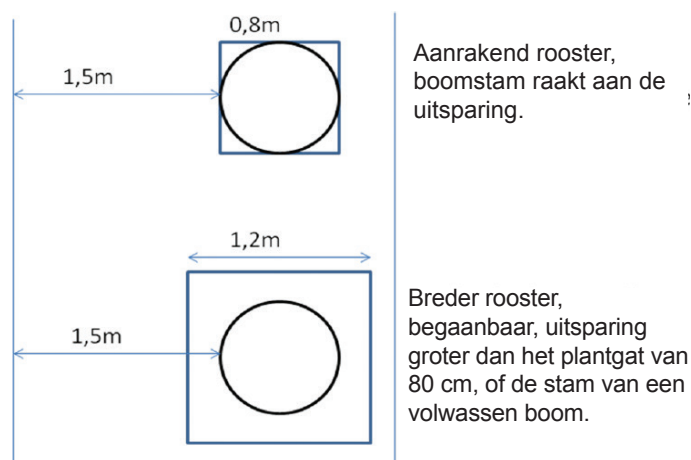 0,8m
1,5m
Aanrakend rooster,
boomstam raakt aan de
uitsparing.
1,2m
1,5m
Breder rooster,
begaanbaar, uitsparing
groter dan het plantgat van
80 cm, of de stam van een
volwassen boom.